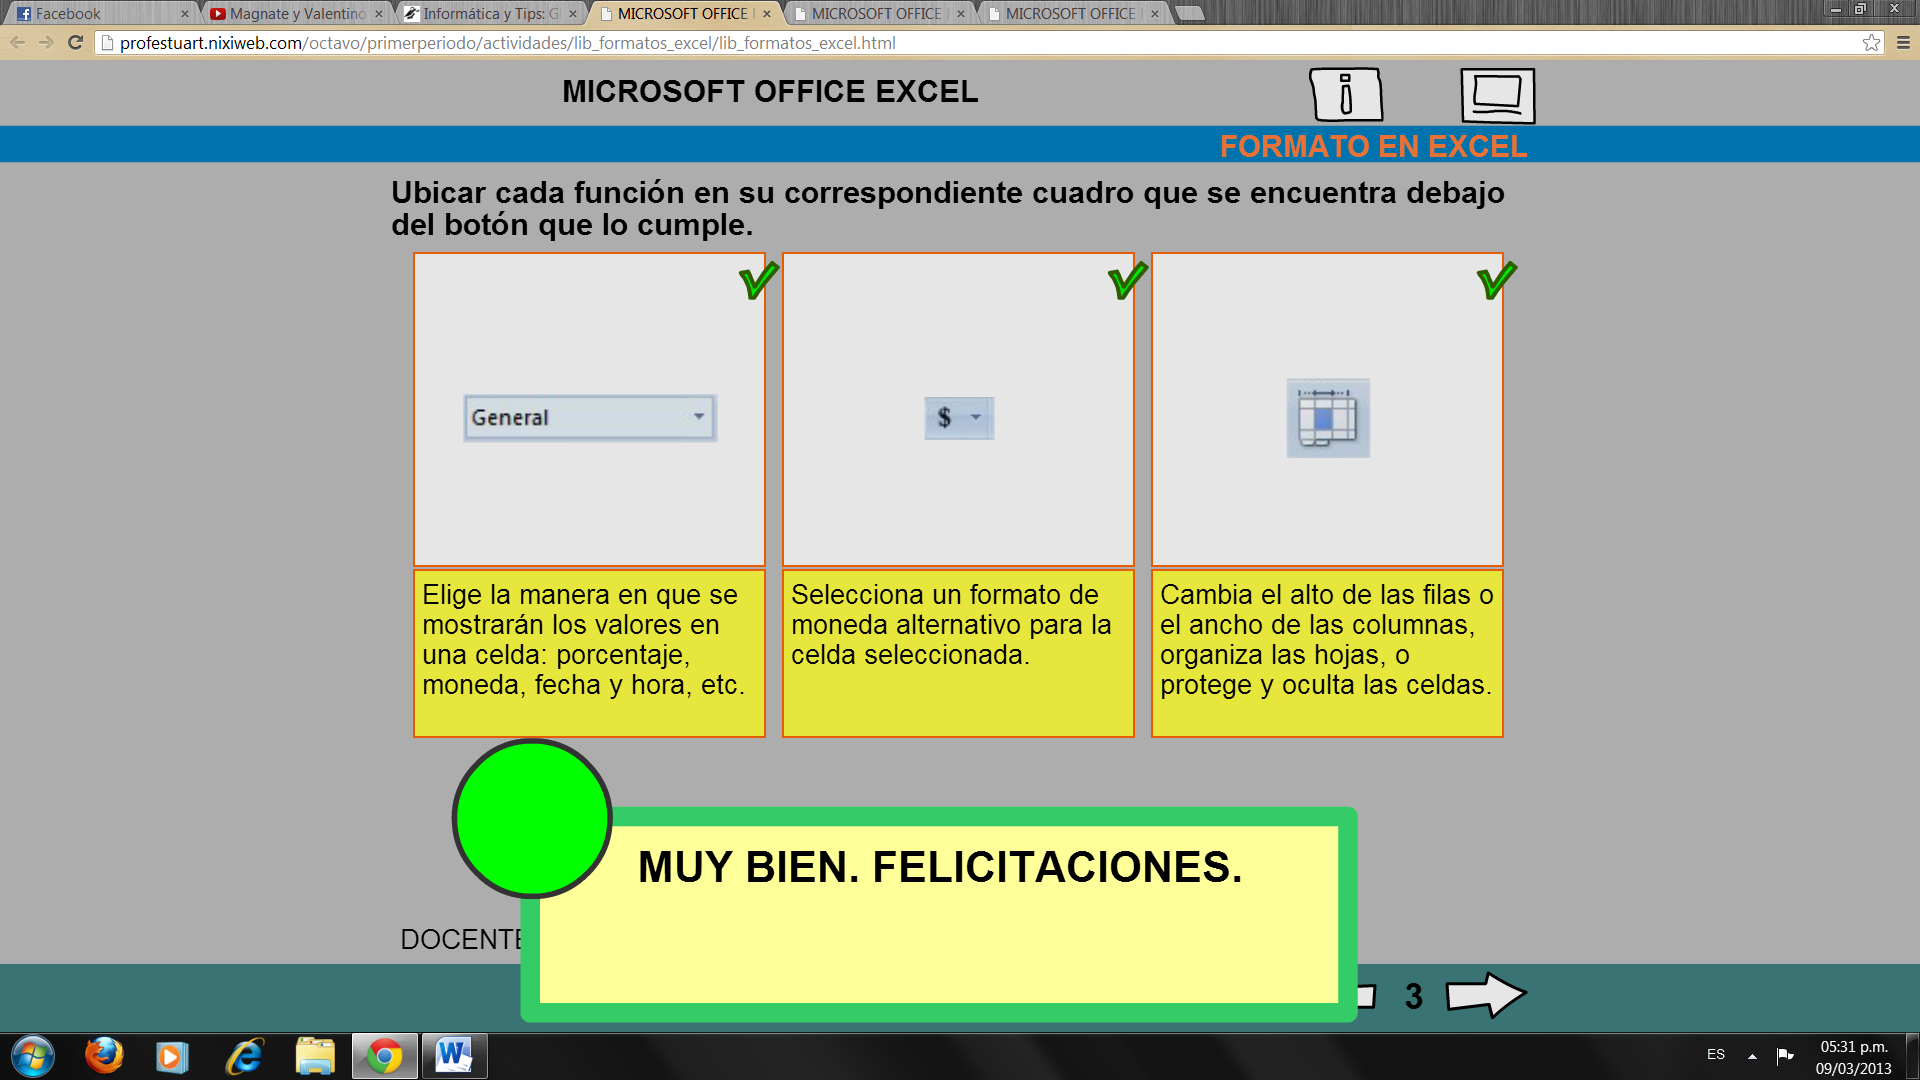 Facebook
Magnate y Valentino
Informática y Tips: G
MICROSOFT OFFICE
MICROSOFT OFFICE
MICROSOFT OFFICE
profestuart.nixiweb.com/octavo/primerperiodo/actividades/lib_formatos_excel/lib_formatos_excel.html
MICROSOFT OFFICE EXCEL
i
FORMATO EN EXCEL
Ubicar cada función en su correspondiente cuadro que se encuentra debajo
del botón que lo cumple.
General
$
Elige la manera en que se
mostrarán los valores en
una celda: porcentaje,
moneda, fecha y hora, etc.
Selecciona un formato de
moneda alternativo para la
celda seleccionada.
Cambia el alto de las filas o
el ancho de las columnas,
organiza las hojas, o
protege y oculta las celdas.
MUY BIEN. FELICITACIONES.
DOCENTE
3
ES
05:31 p.m.
09/03/2013